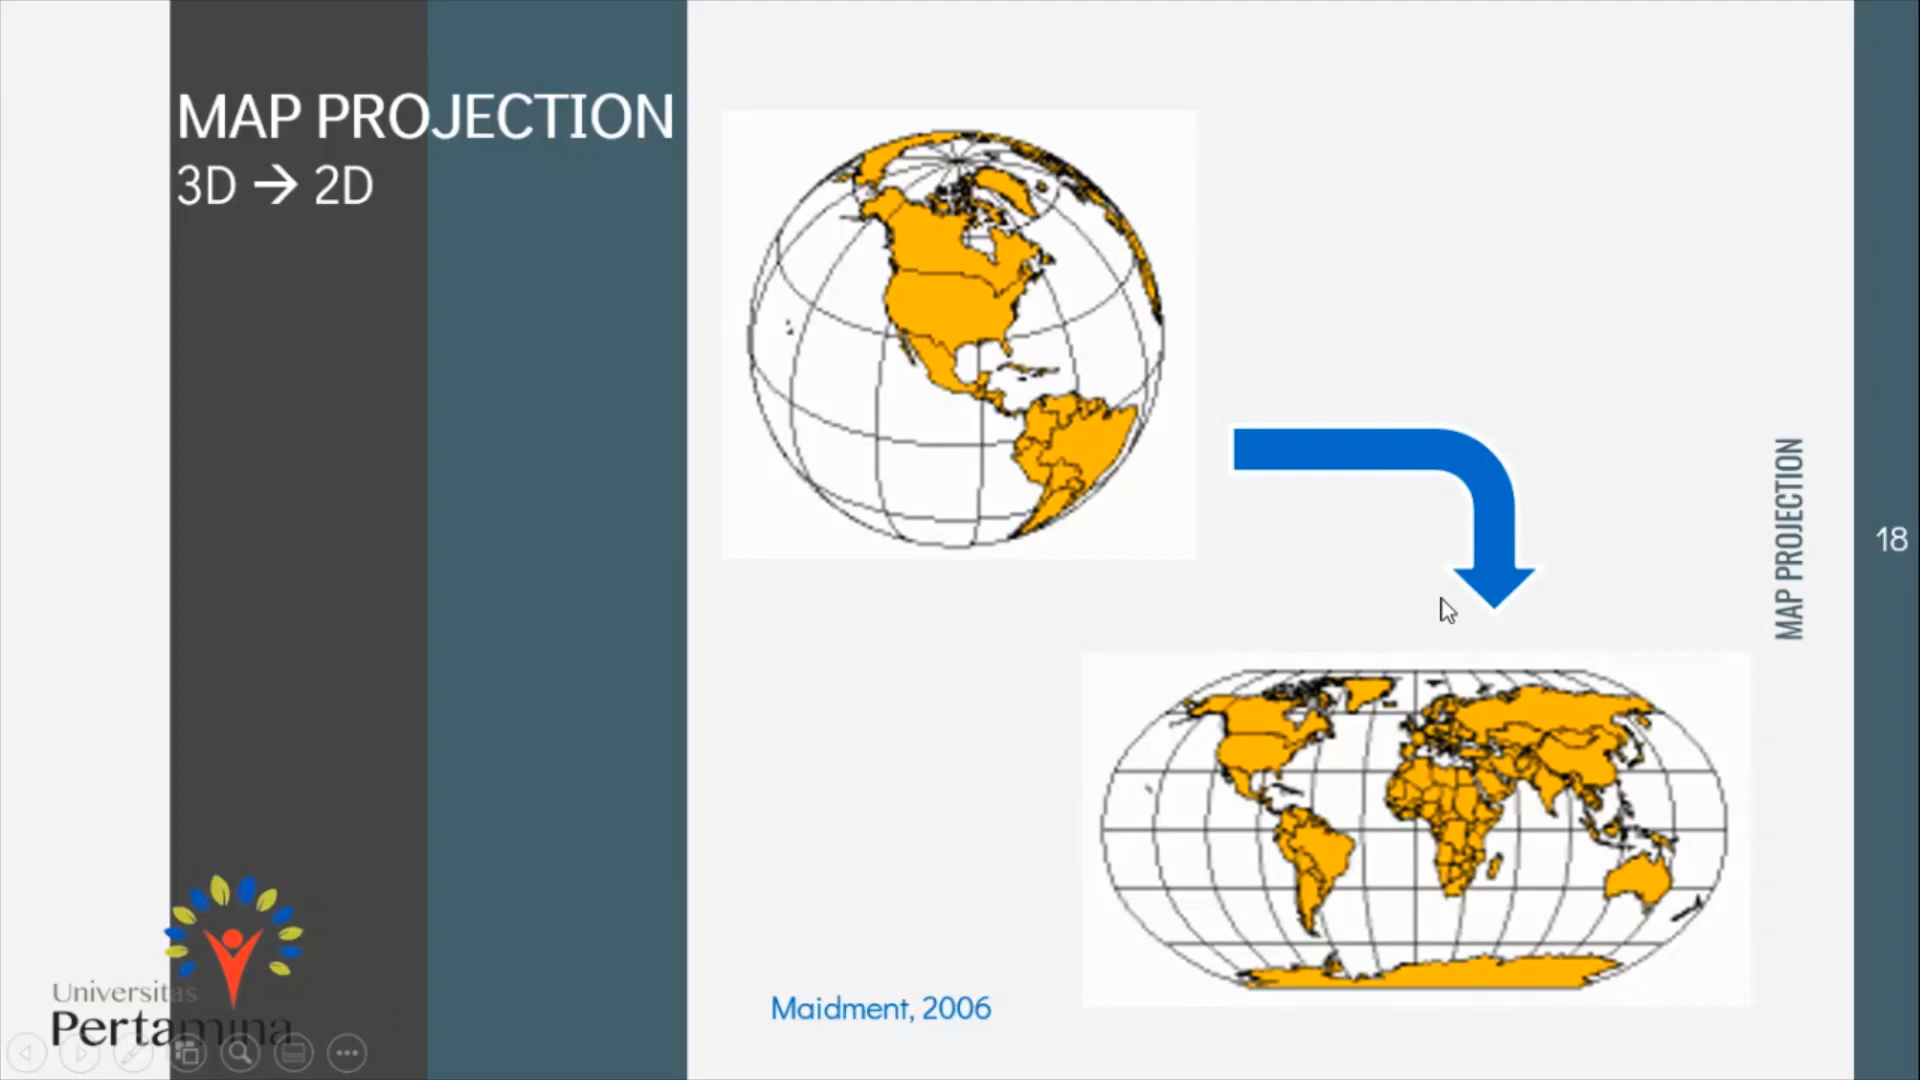 MAP PROJECTION
3D → 2D
MAP PROJECTION
18
Maidment, 2006
Universitas
Pertamina